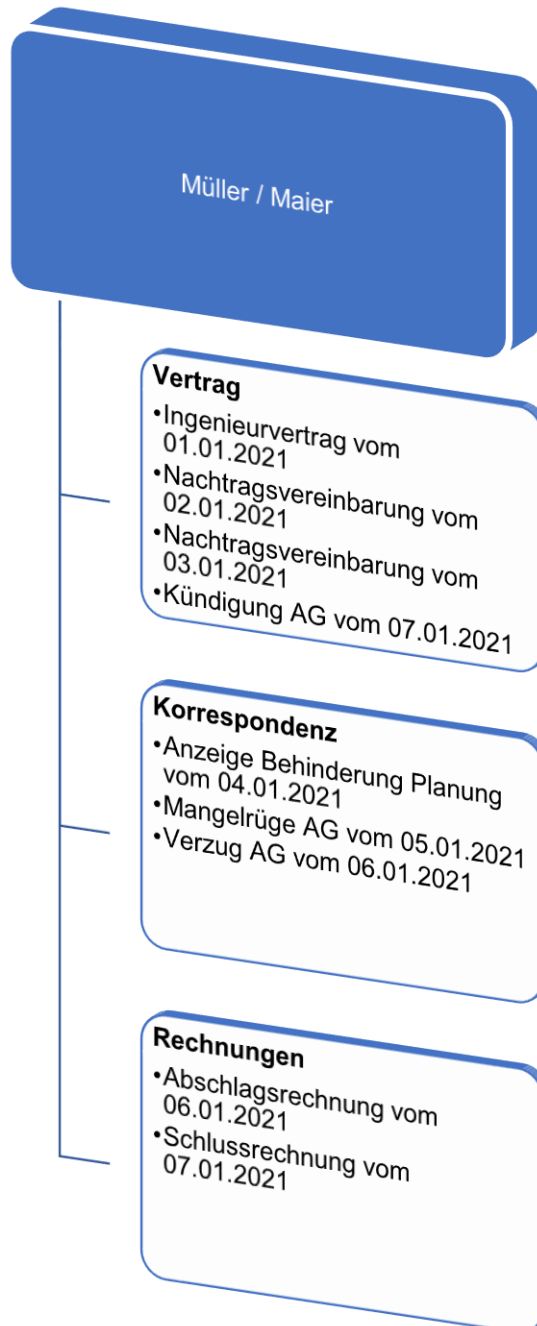 Müller / Maier
Vertrag
•Ingenieurvertrag vom
01.01.2021
•Nachtragsvereinbarung vom
02.01.2021
•Nachtragsvereinbarung vom
03.01.2021
•Kündigung AG vom 07.01.2021
Korrespondenz
•Anzeige Behinderung Planung
vom 04.01.2021
•Mangelrüge AG vom 05.01.2021
•Verzug AG vom 06.01.2021
Rechnungen
•Abschlagsrechnung vom
06.01.2021
•Schlussrechnung vom
07.01.2021